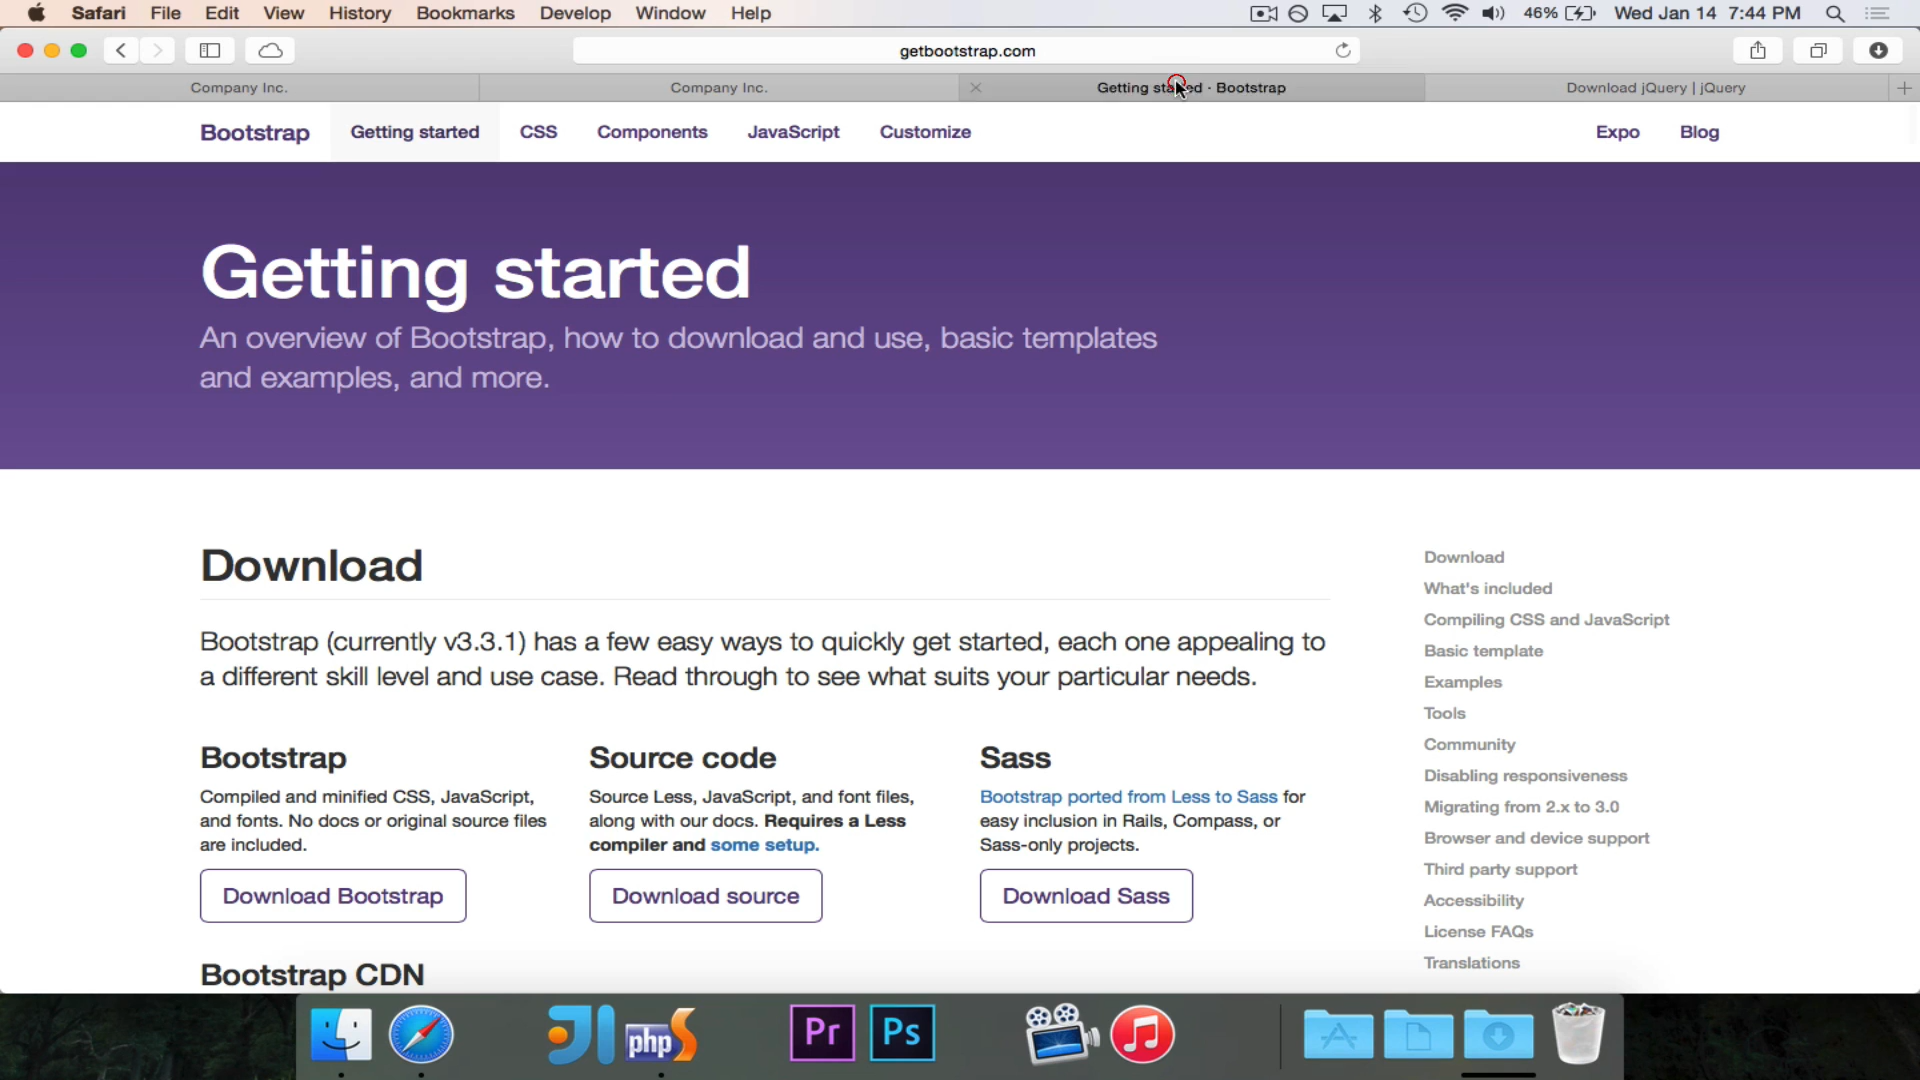 Safari File Edit View History Bookmarks Develop Window Help 46% Wed Jan 14 7:44 PM
getbootstrap.com
Company Inc. Company Inc. Getting started · Bootstrap Download jQuery | jQuery
Bootstrap Getting started CSS Components JavaScript Customize Expo Blog
Getting started
An overview of Bootstrap, how to download and use, basic templates
and examples, and more.
Download
Bootstrap (currently v3.3.1) has a few easy ways to quickly get started, each one appealing to
a different skill level and use case. Read through to see what suits your particular needs.
Bootstrap
Compiled and minified CSS, JavaScript,
and fonts. No docs or original source files
are included.
Download Bootstrap
Source code
Source Less, JavaScript, and font files,
along with our docs. Requires a Less
compiler and some setup.
Download source
Sass
Bootstrap ported from Less to Sass for
easy inclusion in Rails, Compass, or
Sass-only projects.
Download Sass
Bootstrap CDN
Download
What's included
Compiling CSS and JavaScript
Basic template
Examples
Tools
Community
Disabling responsiveness
Migrating from 2.x to 3.0
Browser and device support
Third party support
Accessibility
License FAQs
Translations
php Pr Ps